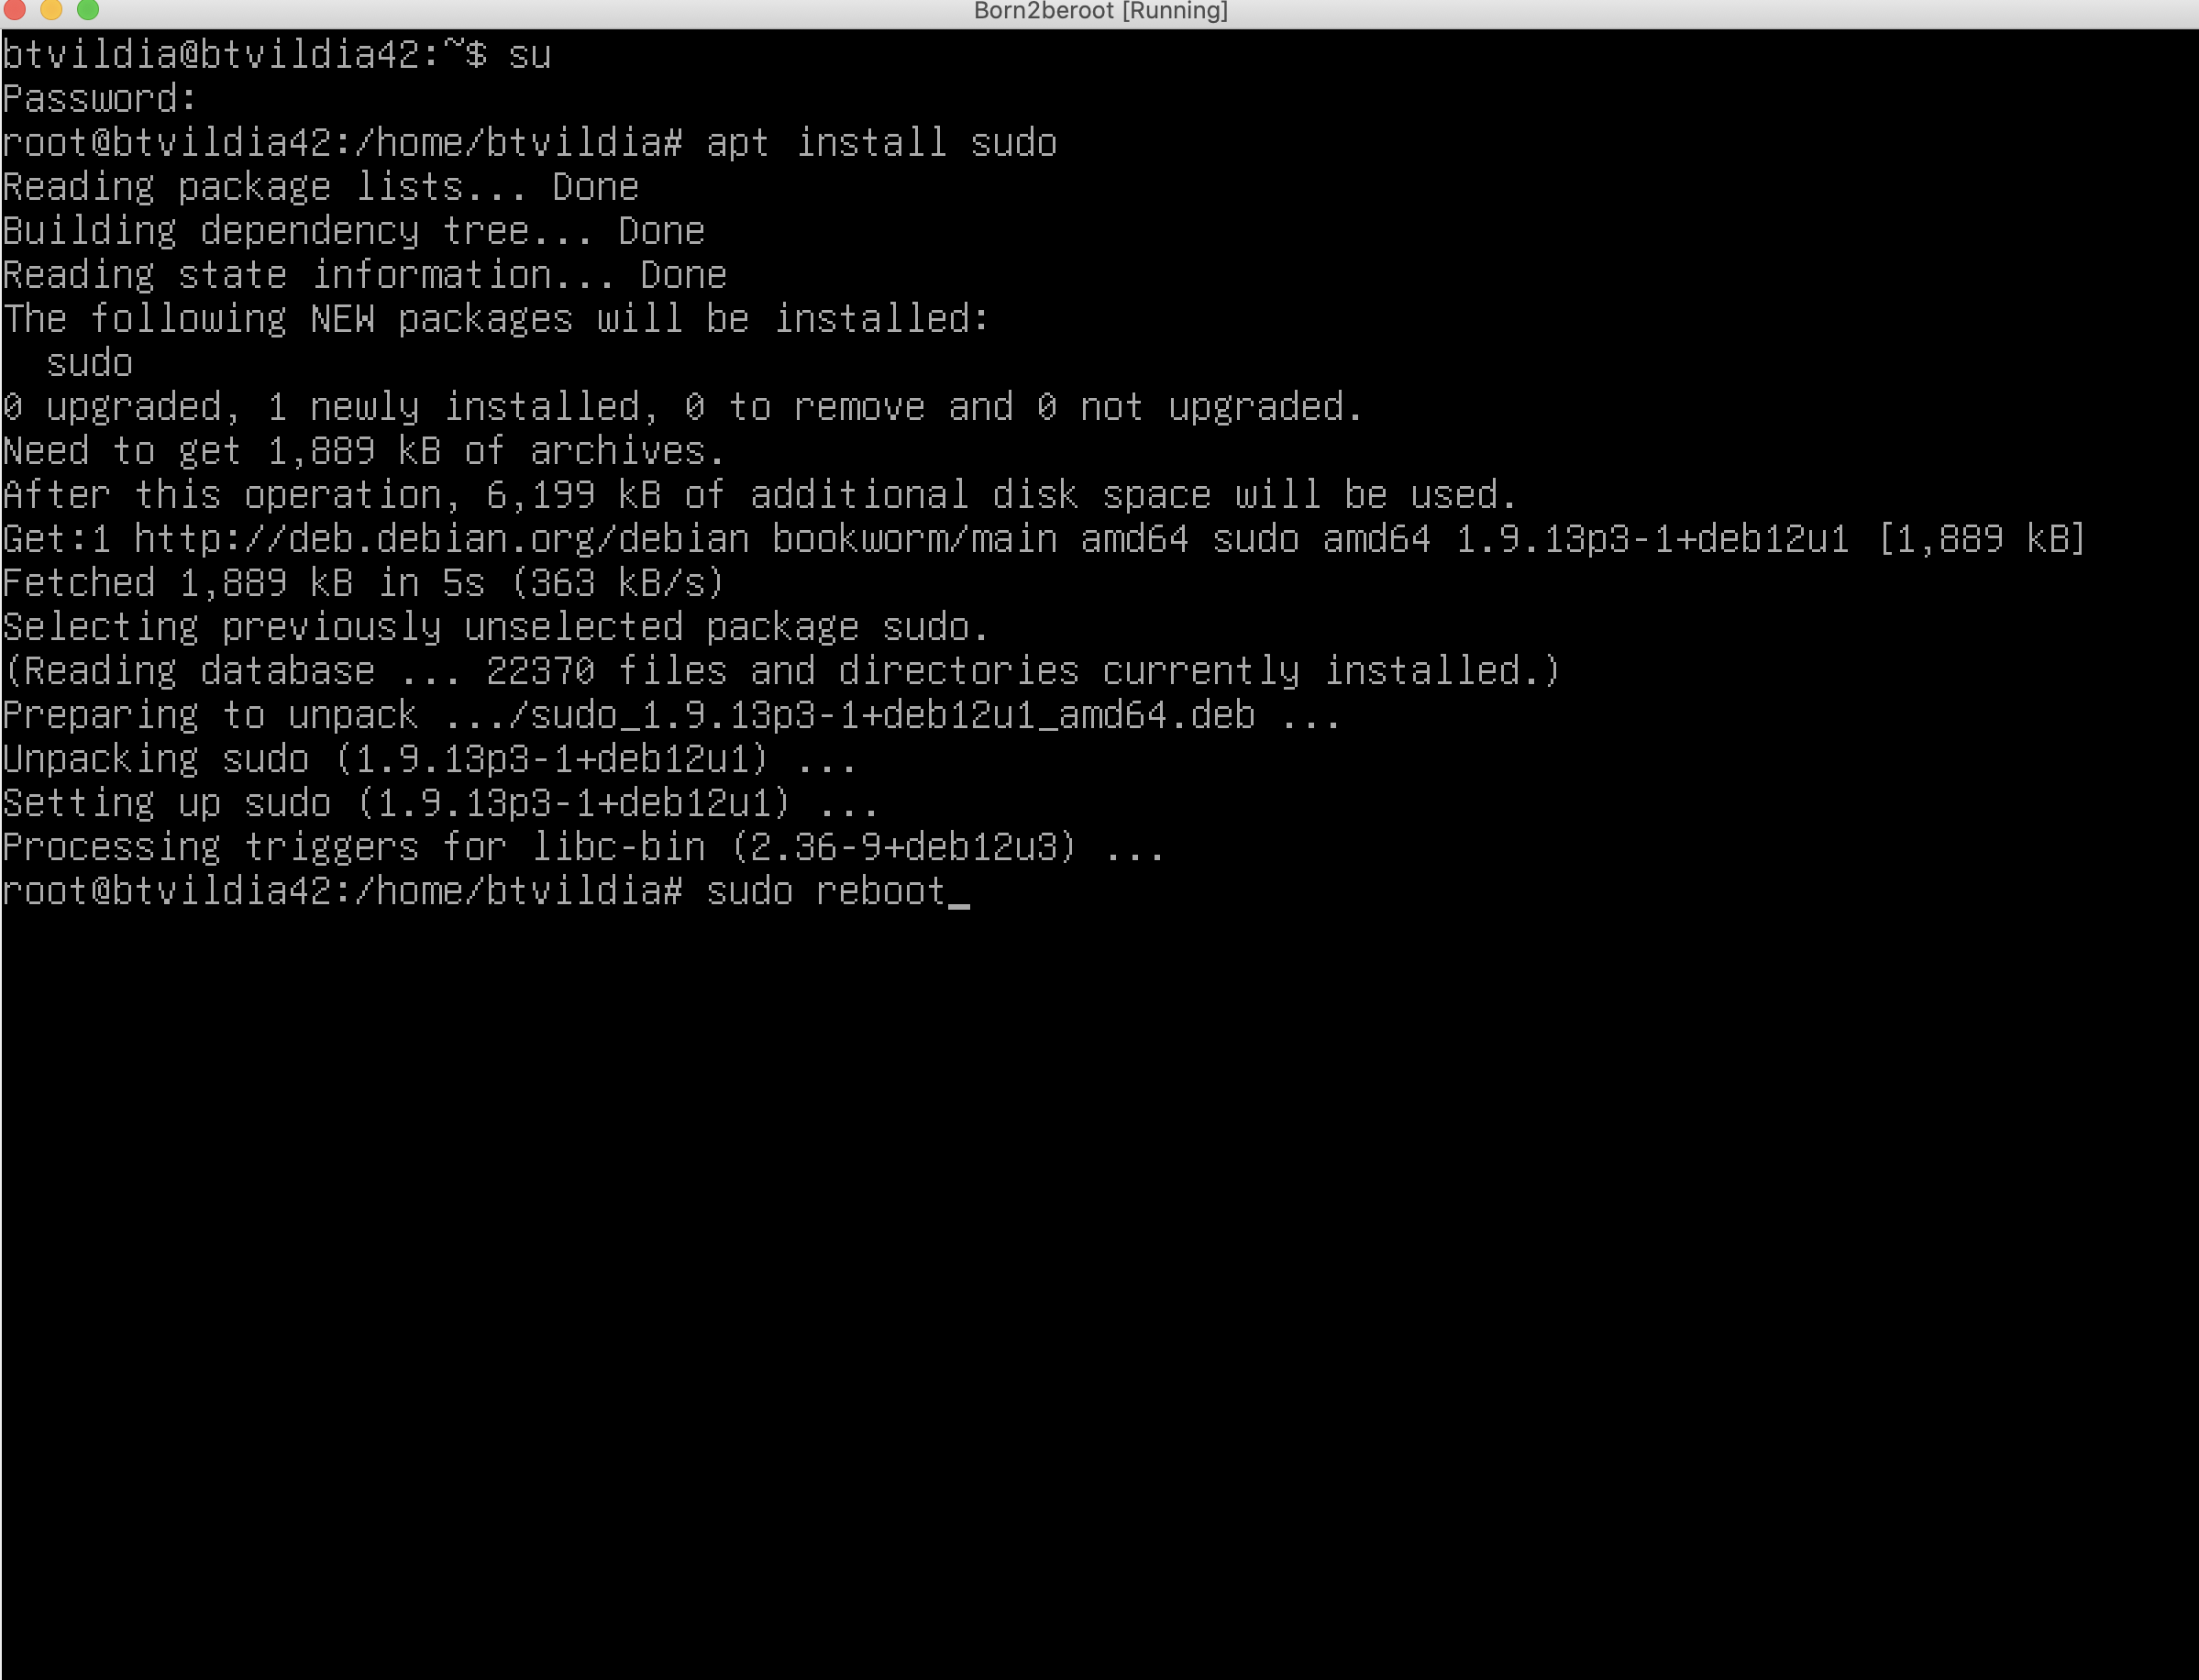 Born2beroot [Running]
btvildia@btvildia42:~$ su
Password:
root@btvildia42:/home/btvildia# apt install sudo
Reading package lists... Done
Building dependency tree... Done
Reading state information... Done
The following NEW packages will be installed:
  sudo
0 upgraded, 1 newly installed, 0 to remove and 0 not upgraded.
Need to get 1,889 kB of archives.
After this operation, 6,199 kB of additional disk space will be used.
Get:1 http://deb.debian.org/debian bookworm/main amd64 sudo amd64 1.9.13p3-1+deb12u1 [1,889 kB]
Fetched 1,889 kB in 5s (363 kB/s)
Selecting previously unselected package sudo.
(Reading database ... 22370 files and directories currently installed.)
Preparing to unpack .../sudo_1.9.13p3-1+deb12u1_amd64.deb ...
Unpacking sudo (1.9.13p3-1+deb12u1) ...
Setting up sudo (1.9.13p3-1+deb12u1) ...
Processing triggers for libc-bin (2.36-9+deb12u3) ...
root@btvildia42:/home/btvildia# sudo reboot_